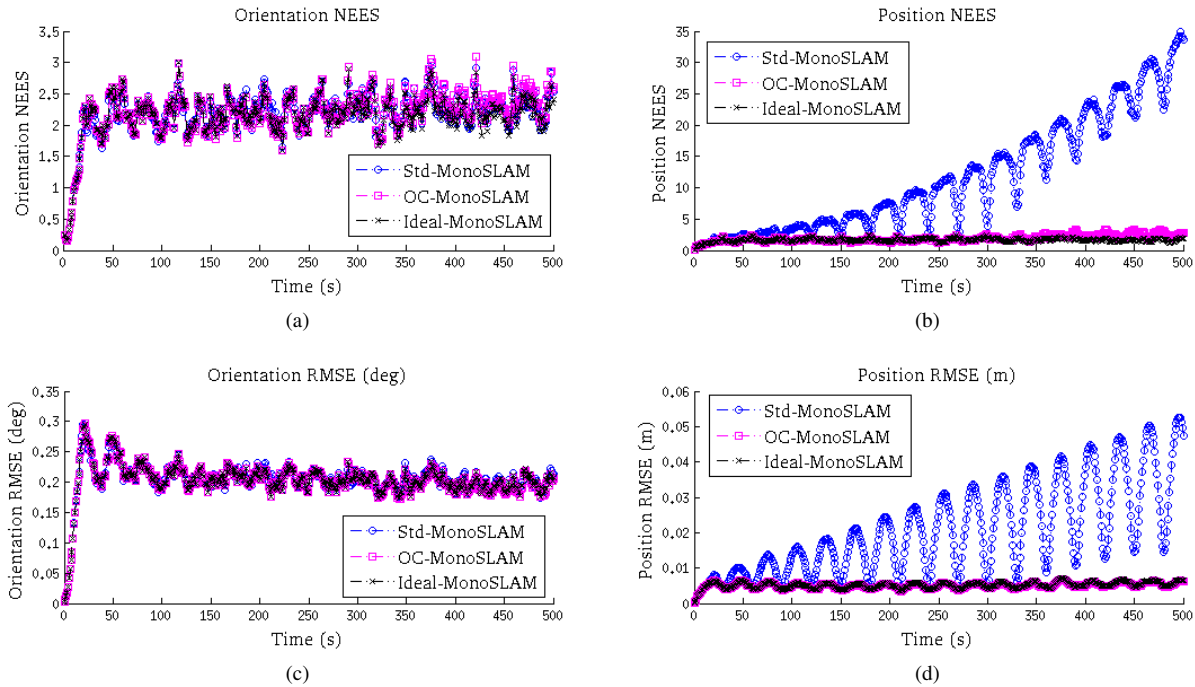 Orientation NEES
Orientation NEES
3.5
3
2.5
2
1.5
1
0.5
0
Std-MonoSLAM
OC-MonoSLAM
Ideal-MonoSLAM
0 50 100 150 200 250 300 350 400 450 500
Time (s)
(a)
Position NEES
Position NEES
35
30
25
20
15
10
5
0
Std-MonoSLAM
OC-MonoSLAM
Ideal-MonoSLAM
0 50 100 150 200 250 300 350 400 450 500
Time (s)
(b)
Orientation RMSE (deg)
Orientation RMSE (deg)
0.35
0.3
0.25
0.2
0.15
0.1
0.05
0
Std-MonoSLAM
OC-MonoSLAM
Ideal-MonoSLAM
0 50 100 150 200 250 300 350 400 450 500
Time (s)
(c)
Position RMSE (m)
Position RMSE (m)
0.06
0.05
0.04
0.03
0.02
0.01
0
Std-MonoSLAM
OC-MonoSLAM
Ideal-MonoSLAM
0 50 100 150 200 250 300 350 400 450 500
Time (s)
(d)